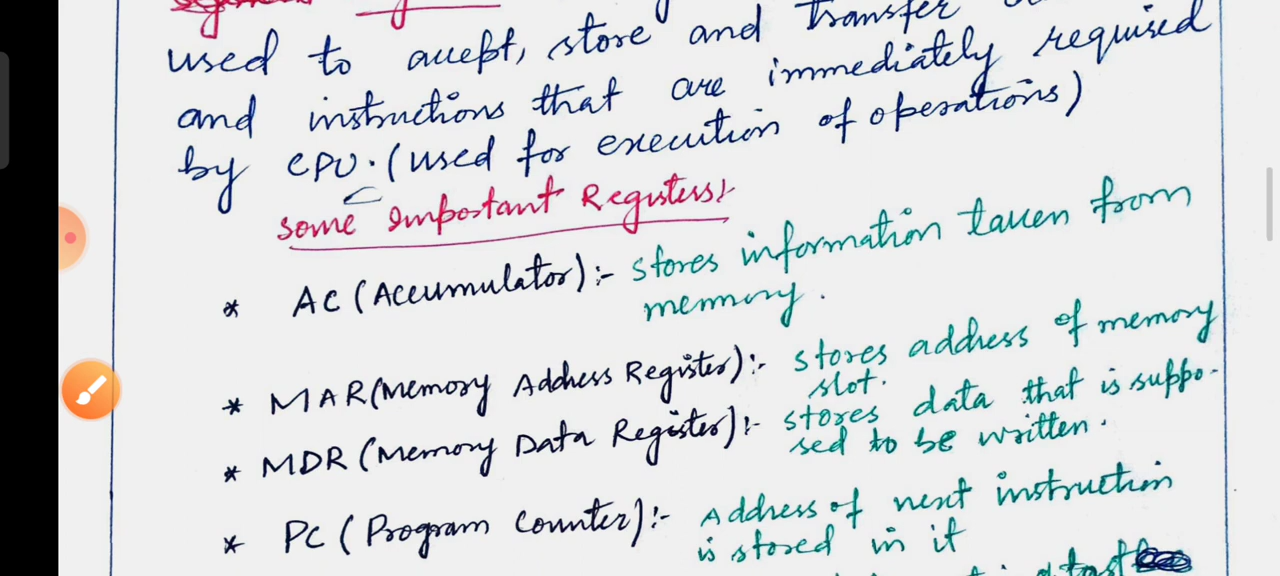 used to accept, store and transfer
and instructions that are immediately required
by CPU. (used for execution of operations)
some Important Registers:-
* AC (Accumulator):- stores information taken from
memory.
* MAR (Memory Address Register):- stores address of memory
slot.
* MDR (Memory Data Register):- stores data that is suppo-
sed to be written.
* PC (Program Counter):- Address of next instruction
is stored in it